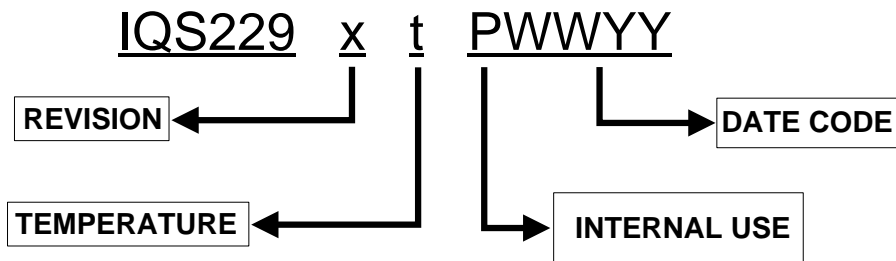 IQS229 x t PWWYY
REVISION
DATE CODE
TEMPERATURE
INTERNAL USE